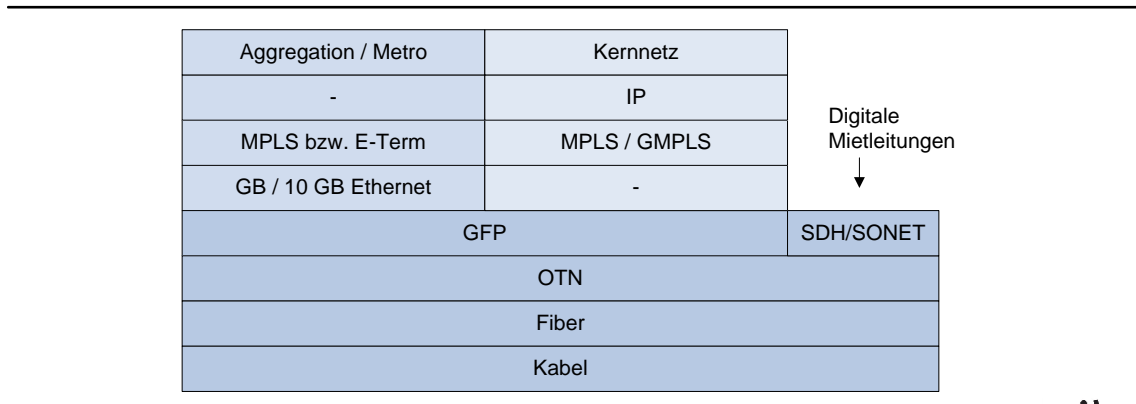 Aggregation / Metro
Kernnetz
-
IP
Digitale
Mietleitungen
MPLS bzw. E-Term
MPLS / GMPLS
GB / 10 GB Ethernet
-
GFP
SDH/SONET
OTN
Fiber
Kabel